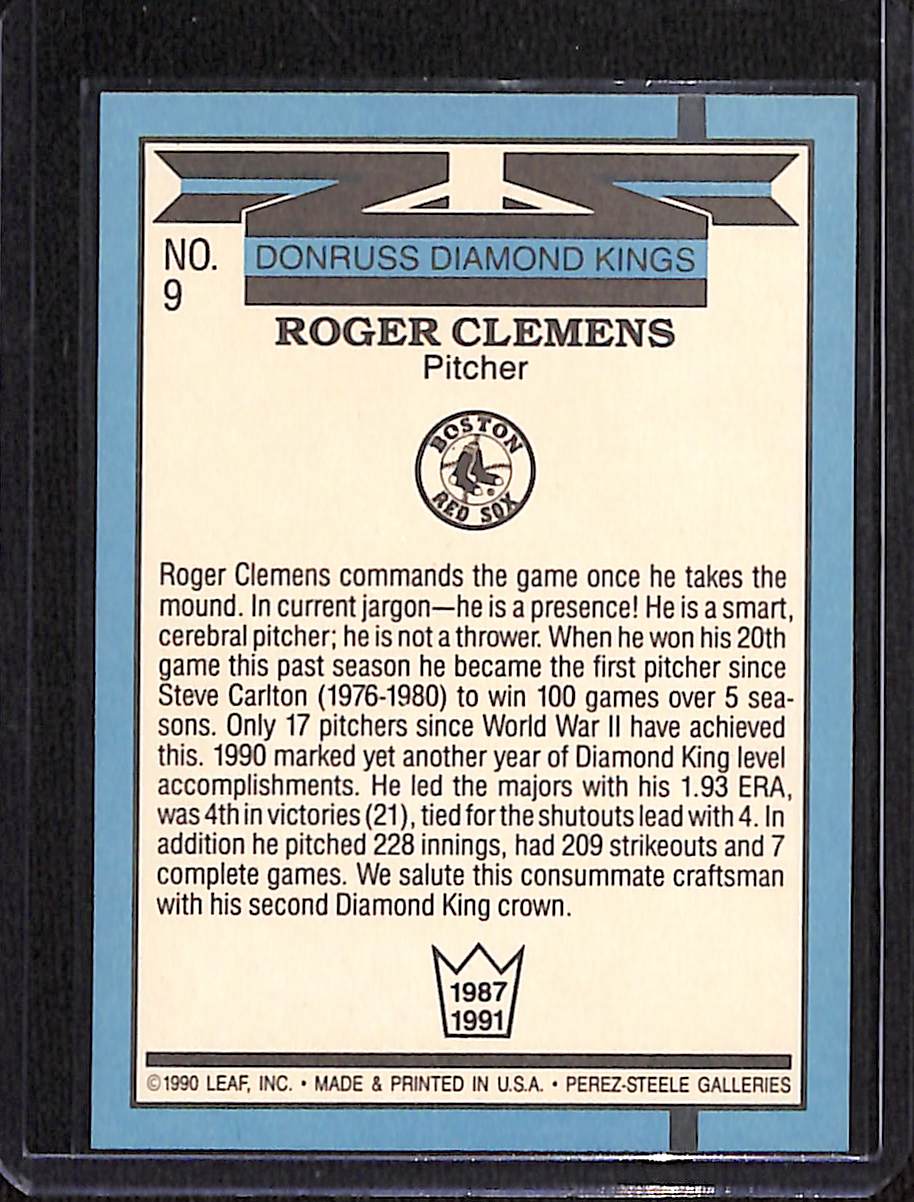 NO.
9
DONRUSS DIAMOND KINGS
ROGER CLEMENS
Pitcher
BOSTON
RED SOX
Roger Clemens commands the game once he takes the
mound. In current jargon—he is a presence! He is a smart,
cerebral pitcher; he is not a thrower. When he won his 20th
game this past season he became the first pitcher since
Steve Carlton (1976-1980) to win 100 games over 5 sea-
sons. Only 17 pitchers since World War II have achieved
this. 1990 marked yet another year of Diamond King level
accomplishments. He led the majors with his 1.93 ERA,
was 4th in victories (21), tied for the shutouts lead with 4. In
addition he pitched 228 innings, had 209 strikeouts and 7
complete games. We salute this consummate craftsman
with his second Diamond King crown.
1987
1991
©1990 LEAF, INC. • MADE & PRINTED IN U.S.A. • PEREZ-STEELE GALLERIES